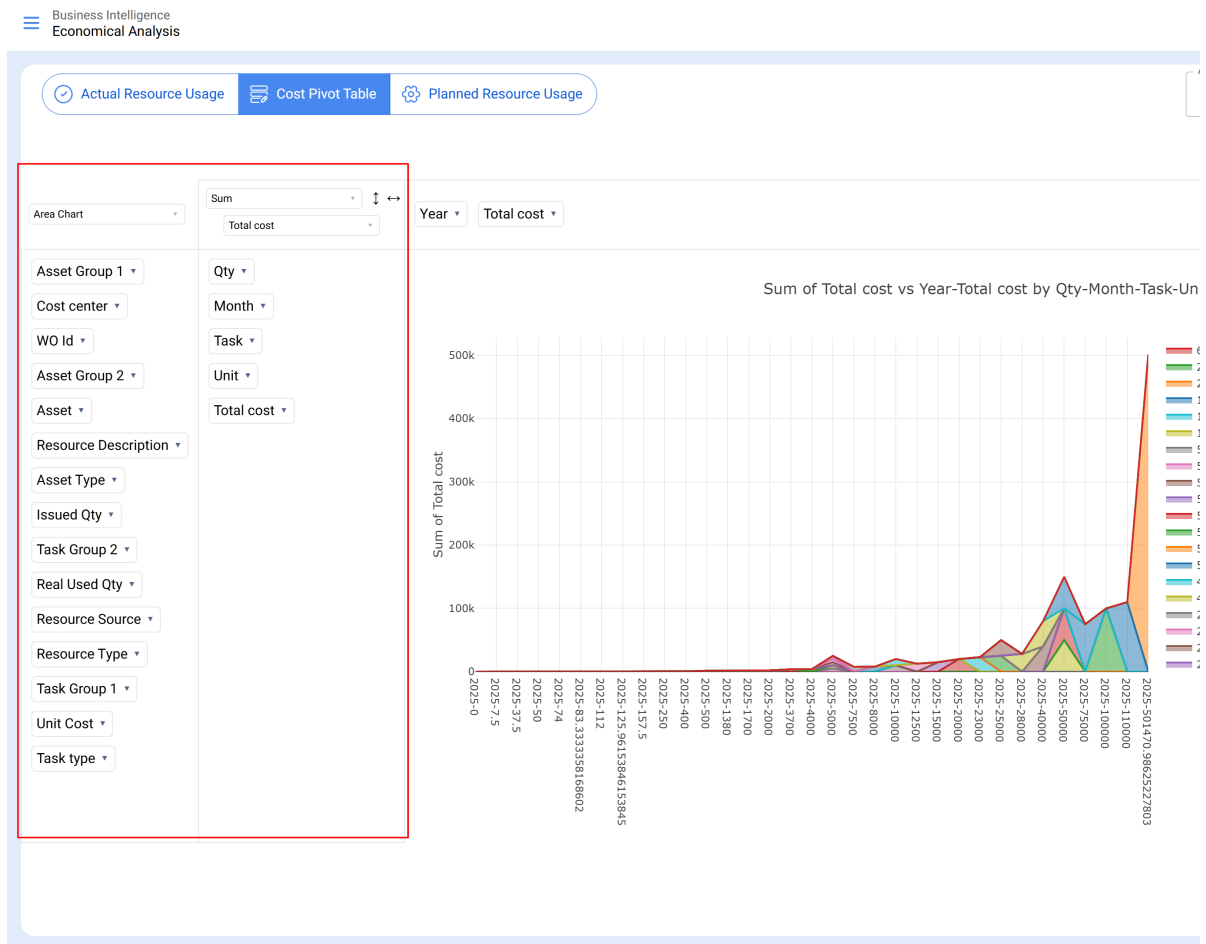 Business Intelligence
Economical Analysis
Actual Resource Usage
Cost Pivot Table
Planned Resource Usage
Area Chart
Sum
Total cost
Year
Total cost
Asset Group 1
Cost center
WO Id
Asset Group 2
Asset
Resource Description
Asset Type
Issued Qty
Task Group 2
Real Used Qty
Resource Source
Resource Type
Task Group 1
Unit Cost
Task type
Qty
Month
Task
Unit
Total cost
Sum of Total cost vs Year-Total cost by Qty-Month-Task-Un
Sum of Total cost
500k
400k
300k
200k
100k
0
2025-0
2025-7.5
2025-37.5
2025-50
2025-74
2025-83.3333358168602
2025-112
2025-125.96153846153845
2025-157.5
2025-250
2025-400
2025-500
2025-1380
2025-1700
2025-2000
2025-3700
2025-4000
2025-5000
2025-7500
2025-8000
2025-10000
2025-12500
2025-15000
2025-20000
2025-23000
2025-25000
2025-28000
2025-40000
2025-50000
2025-75000
2025-100000
2025-110000
2025-501470.98625227803